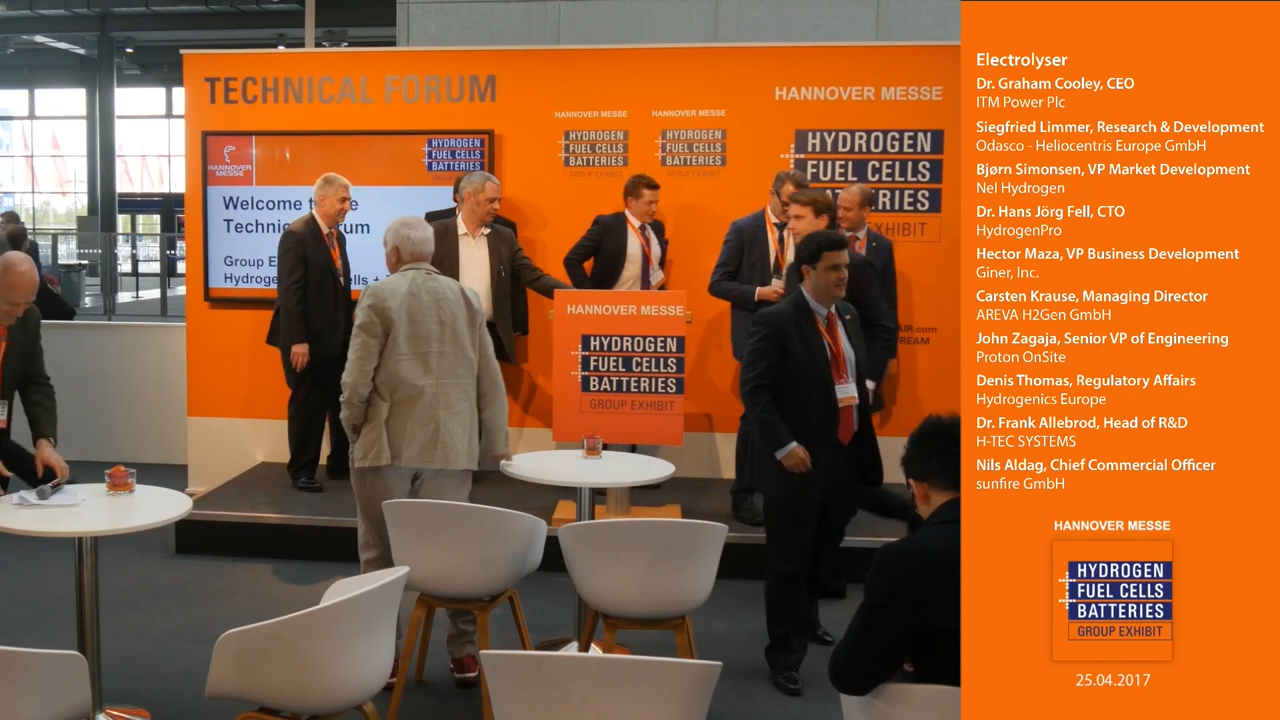 TECHNICAL FORUM
HANNOVER MESSE
HYDROGEN
FUEL CELLS
BATTERIES
GROUP EXHIBIT
HANNOVER MESSE
HYDROGEN
FUEL CELLS
BATTERIES
GROUP EXHIBIT
HANNOVER MESSE
HYDROGEN
FUEL CELLS
BATTERIES
EXHIBIT
AIR.com
HANNOVER
MESSE
HYDROGEN
FUEL CELLS
BATTERIES
GROUP EXHIBIT
Welcome
Group
HANNOVER MESSE
HYDROGEN
FUEL CELLS
BATTERIES
GROUP EXHIBIT
Electrolyser
Dr. Graham Cooley, CEO
ITM Power Plc
Siegfried Limmer, Research & Development
Odasco - Heliocentris Europe GmbH
Bjørn Simonsen, VP Market Development
Nel Hydrogen
Dr. Hans Jörg Fell, CTO
HydrogenPro
Hector Maza, VP Business Development
Giner, Inc.
Carsten Krause, Managing Director
AREVA H2Gen GmbH
John Zagaja, Senior VP of Engineering
Proton OnSite
Denis Thomas, Regulatory Affairs
Hydrogenics Europe
Dr. Frank Allebrod, Head of R&D
H-TEC SYSTEMS
Nils Aldag, Chief Commercial Officer
sunfire GmbH
HANNOVER MESSE
HYDROGEN
FUEL CELLS
BATTERIES
GROUP EXHIBIT
25.04.2017